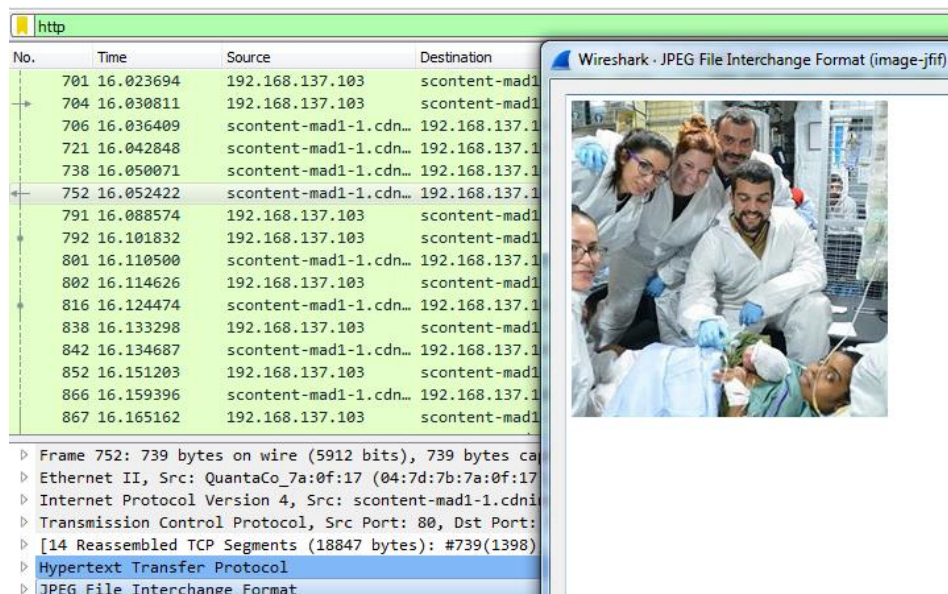 http
No. Time Source Destination
701 16.023694 192.168.137.103 scontent-mad1
704 16.030811 192.168.137.103 scontent-mad1
706 16.036409 scontent-mad1-1.cdn… 192.168.137.1
721 16.042848 scontent-mad1-1.cdn… 192.168.137.1
738 16.050071 scontent-mad1-1.cdn… 192.168.137.1
752 16.052422 scontent-mad1-1.cdn… 192.168.137.1
791 16.088574 192.168.137.103 scontent-mad1
792 16.101832 192.168.137.103 scontent-mad1
801 16.110500 scontent-mad1-1.cdn… 192.168.137.1
802 16.114626 192.168.137.103 scontent-mad1
816 16.124474 scontent-mad1-1.cdn… 192.168.137.1
838 16.133298 192.168.137.103 scontent-mad1
842 16.134687 scontent-mad1-1.cdn… 192.168.137.1
852 16.151203 192.168.137.103 scontent-mad1
866 16.159396 scontent-mad1-1.cdn… 192.168.137.1
867 16.165162 192.168.137.103 scontent-mad1
Frame 752: 739 bytes on wire (5912 bits), 739 bytes cap
Ethernet II, Src: QuantaCo_7a:0f:17 (04:7d:7b:7a:0f:17
Internet Protocol Version 4, Src: scontent-mad1-1.cdnin
Transmission Control Protocol, Src Port: 80, Dst Port:
[14 Reassembled TCP Segments (18847 bytes): #739(1398)
Hypertext Transfer Protocol
JPEG File Interchange Format
Wireshark · JPEG File Interchange Format (image-jfif)